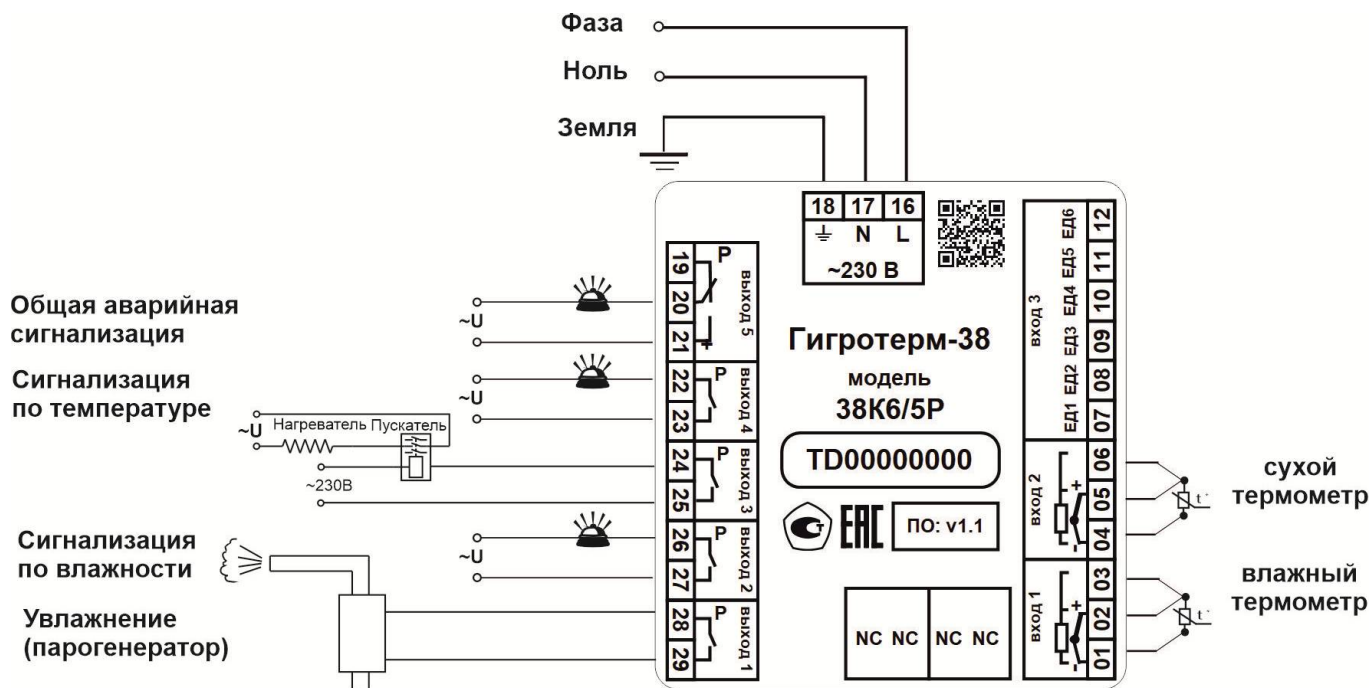 Фаза
Ноль
Земля
18 17 16
N L
~230 В
19 20 21
Р
+
выход 5
22 23
Р
выход 4
24 25
Р
выход 3
26 27
Р
выход 2
28 29
Р
выход 1
Общая аварийная
сигнализация
~U
Сигнализация
по температуре
~U
Нагреватель Пускатель
~U
~230В
Сигнализация
по влажности
~U
Увлажнение
(парогенератор)
Гигротерм-38
модель
38К6/5Р
TD00000000
Ст
ЕАС
ПО: v1.1
NC NC NC NC
вход 3
ЕД1 ЕД2 ЕД3 ЕД4 ЕД5 ЕД6
07 08 09 10 11 12
вход 2
- +
04 05 06
вход 1
- +
01 02 03
сухой
термометр
t°
влажный
термометр
t°